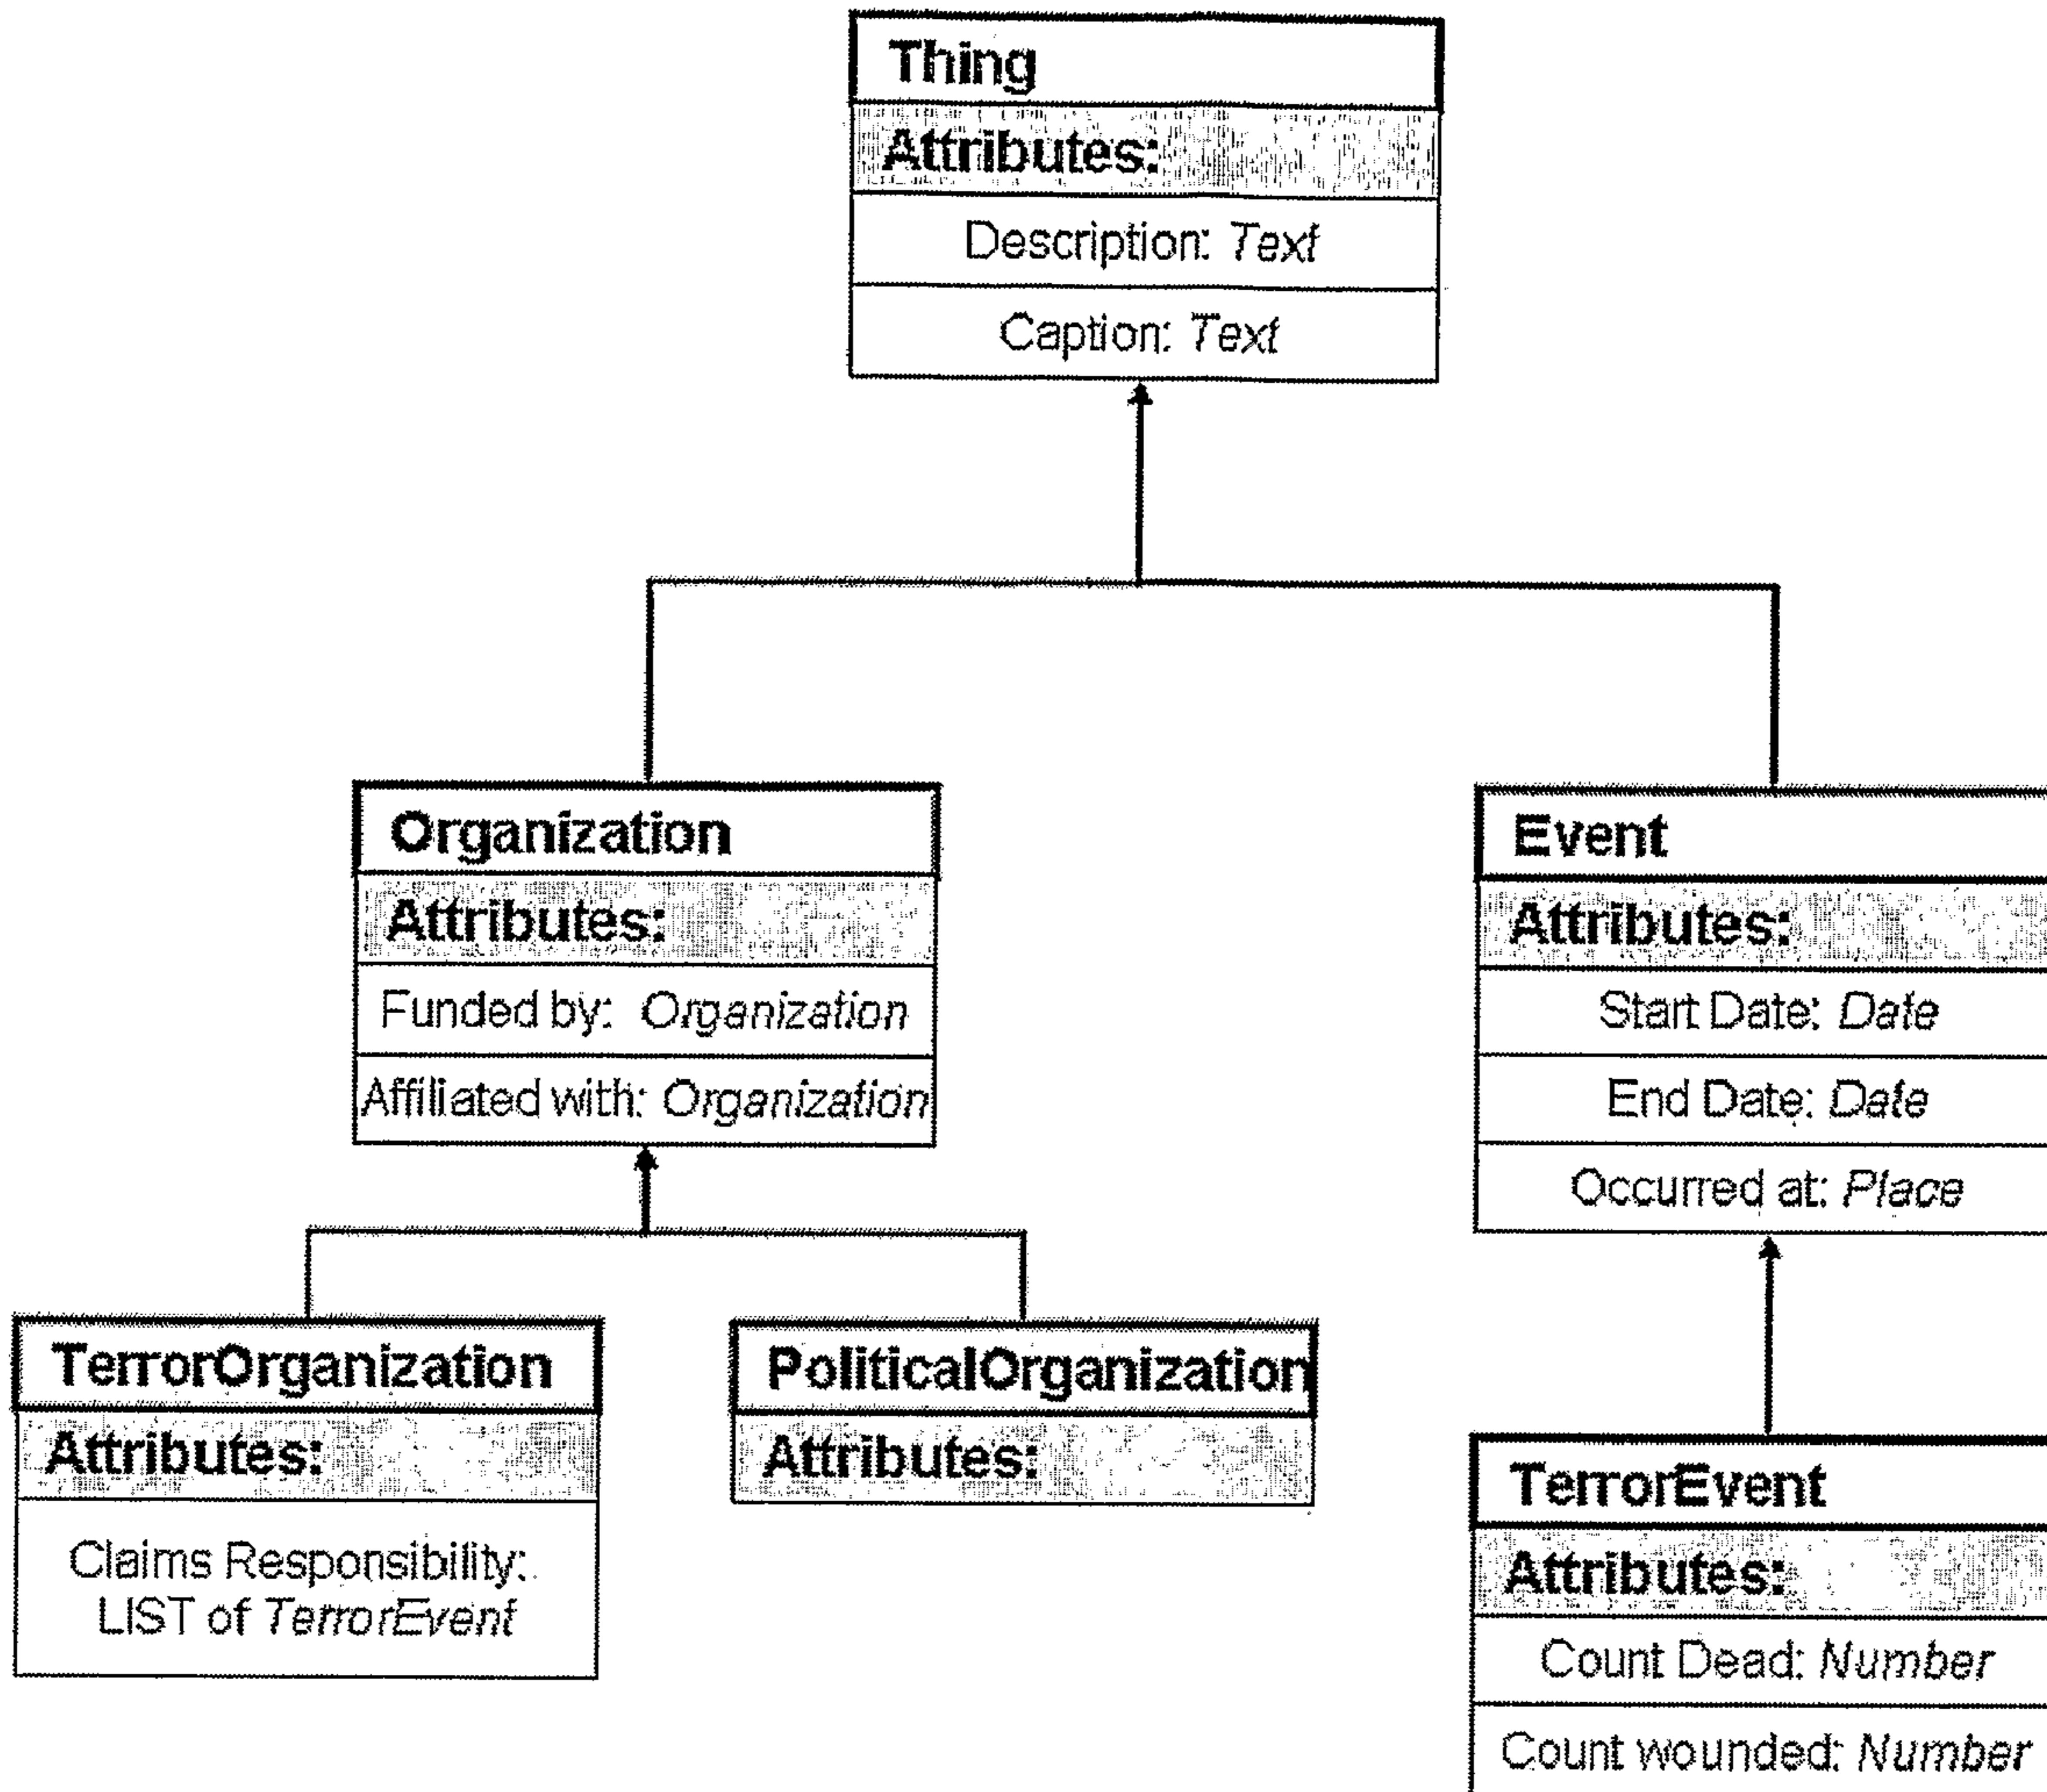 Thing
Attributes:
Description: Text
Caption: Text
Organization
Attributes:
Funded by: Organization
Affiliated with: Organization
Event
Attributes:
Start Date: Date
End Date: Date
Occurred at: Place
TerrorOrganization
Attributes:
Claims Responsibility:
LIST of TerrorEvent
PoliticalOrganization
Attributes:
TerrorEvent
Attributes:
Count Dead: Number
Count wounded: Number